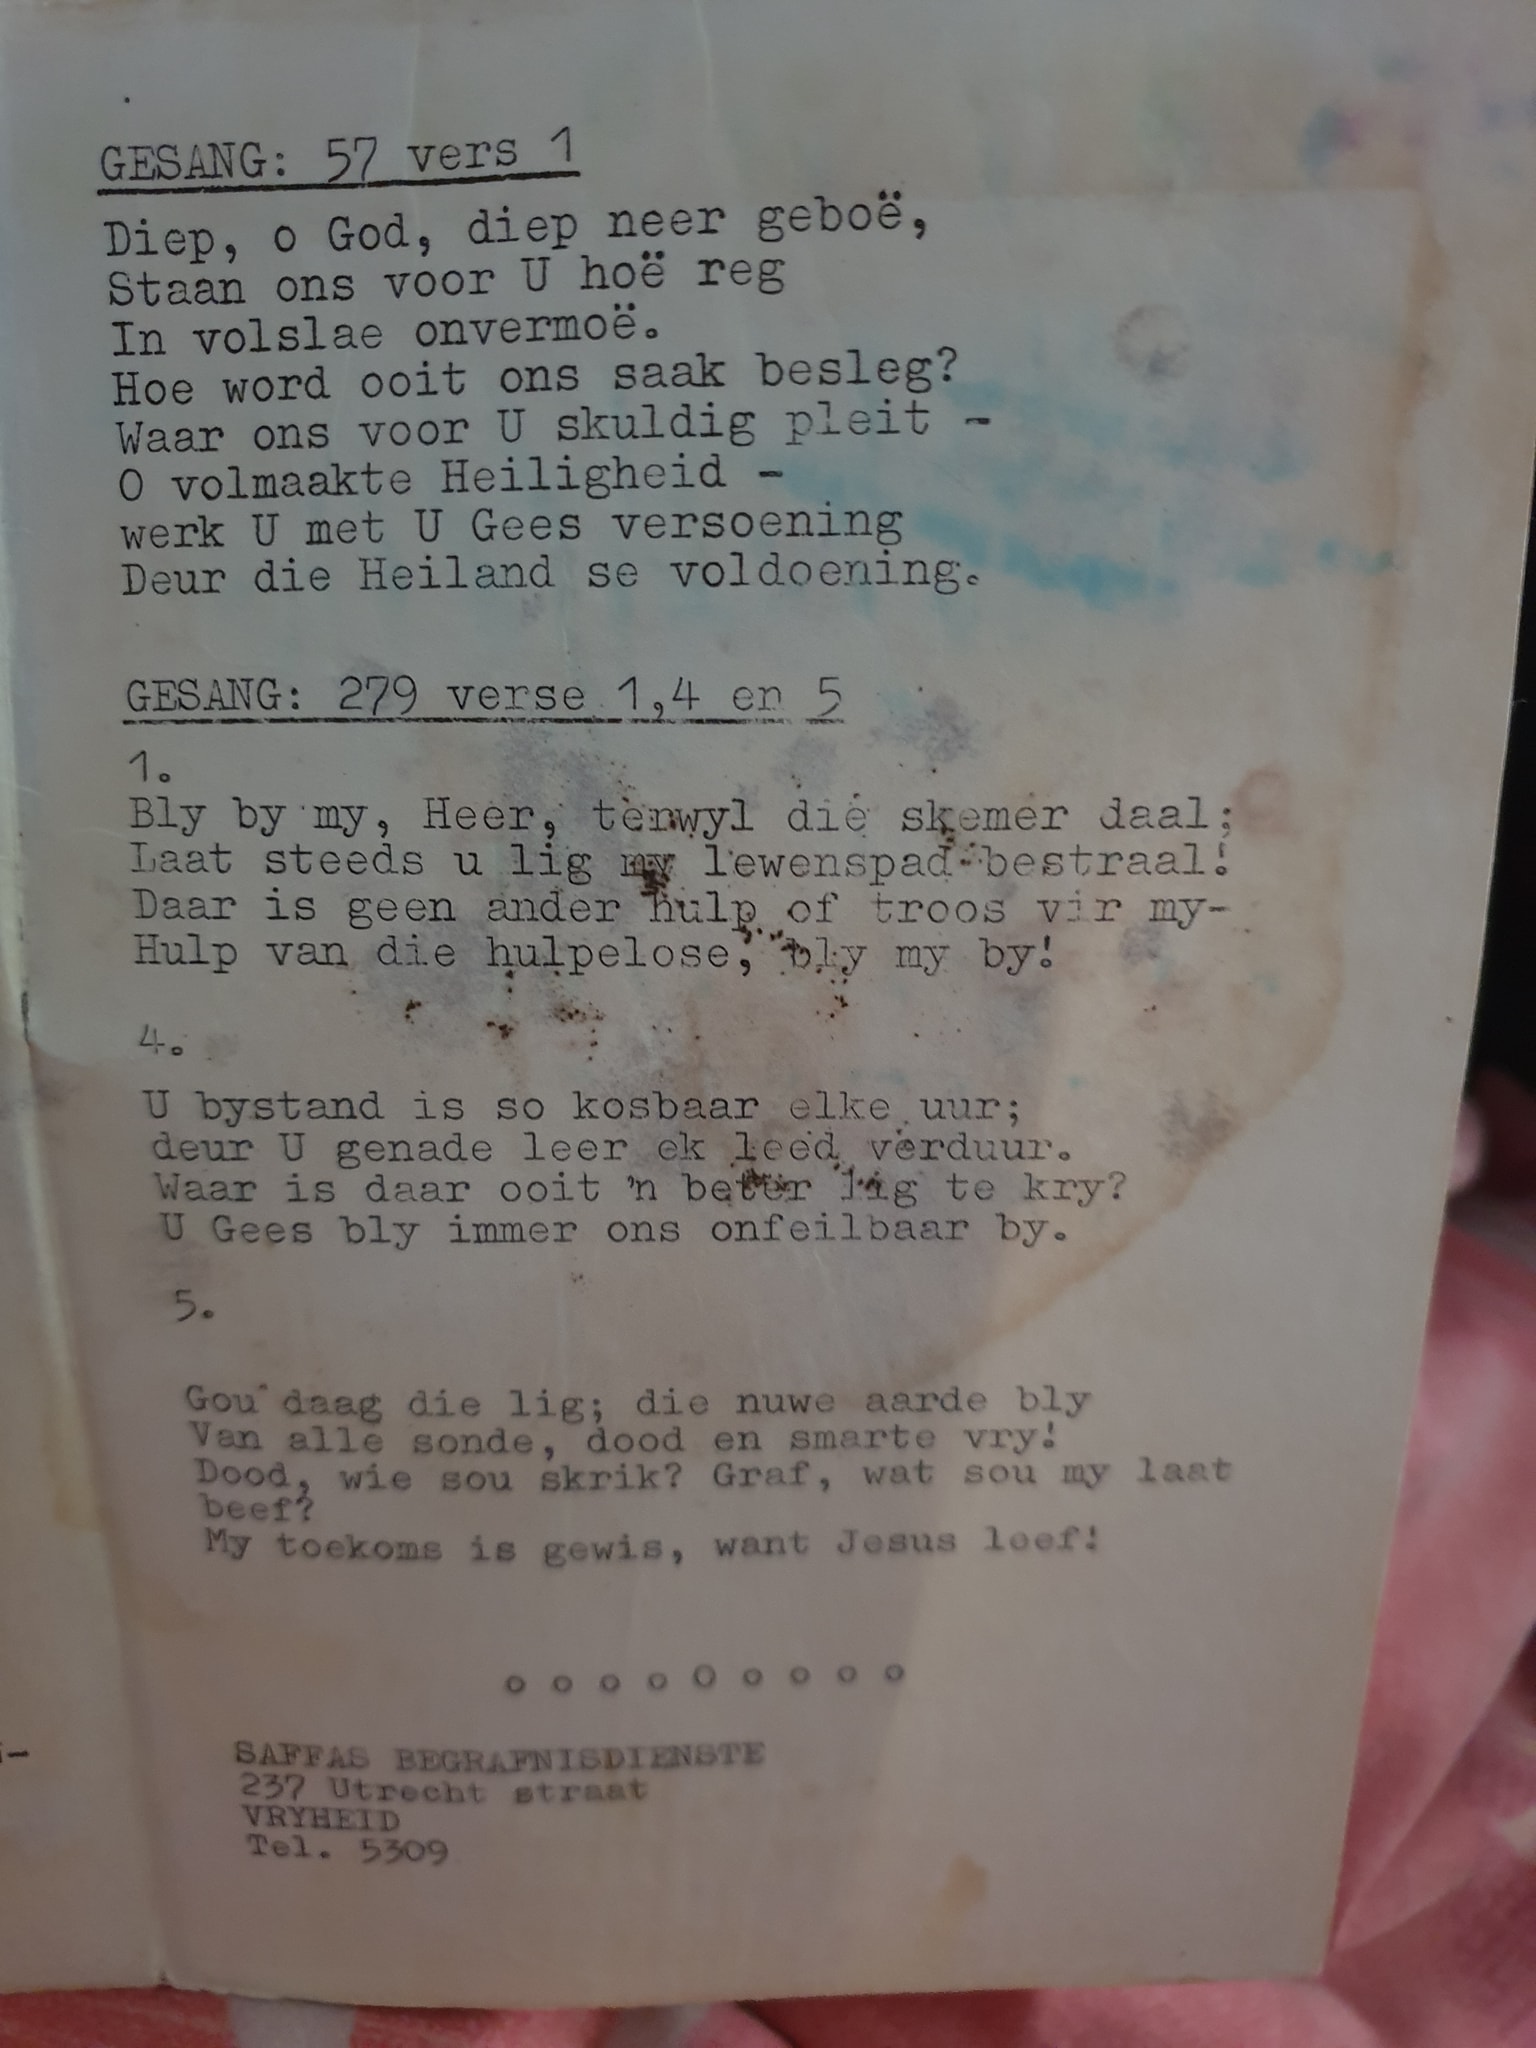 GESANG: 57 vers 1
Diep, o God, diep neer geboë,
Staan ons voor U hoë reg
In volslae onvermoë.
Hoe word ooit ons saak besleg?
Waar ons voor U skuldig pleit -
O volmaakte Heiligheid -
werk U met U Gees versoening
Deur die Heiland se voldoening.
GESANG: 279 verse 1,4 en 5
1.
Bly by my, Heer, terwyl die skemer daal;
Laat steeds u lig my lewenspad bestraal!
Daar is geen ander hulp of troos vir my-
Hulp van die hulpelose, bly my by!
4.
U bystand is so kosbaar elke uur;
deur U genade leer ek leed verduur.
Waar is daar ooit 'n beter lig te kry?
U Gees bly immer ons onfeilbaar by.
5.
Gou daag die lig; die nuwe aarde bly
Van alle sonde, dood en smarte vry!
Dood, wie sou skrik? Graf, wat sou my laat
beef?
My toekoms is gewis, want Jesus leef!
o o o o O o o o o
SAFFAS BEGRAFNISDIENSTE
237 Utrecht straat
VRYHEID
Tel. 5309